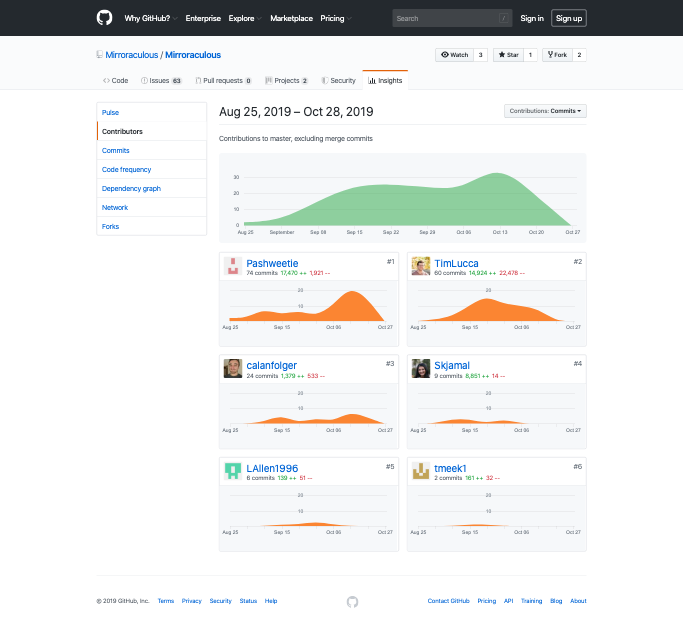 Why GitHub? Enterprise Explore Marketplace Pricing Search / Sign in Sign up
Mirroraculous / Mirroraculous Watch 3 Star 1 Fork 2
Code Issues 63 Pull requests 0 Projects 2 Security Insights
Pulse
Contributors
Commits
Code frequency
Dependency graph
Network
Forks
Aug 25, 2019 – Oct 28, 2019 Contributions: Commits
Contributions to master, excluding merge commits
30
20
10
0
Aug 25 September Sep 08 Sep 15 Sep 22 Sep 29 Oct 06 Oct 13 Oct 20 Oct 27
Pashweetie #1
74 commits 17,470 ++ 1,921 --
20
10
Aug 25 Sep 15 Oct 06 Oct 27
TimLucca #2
60 commits 14,924 ++ 22,478 --
20
10
Aug 25 Sep 15 Oct 06 Oct 27
calanfolger #3
24 commits 1,379 ++ 533 --
20
10
Aug 25 Sep 15 Oct 06 Oct 27
Skjamal #4
9 commits 8,851 ++ 14 --
20
10
Aug 25 Sep 15 Oct 06 Oct 27
LAllen1996 #5
6 commits 139 ++ 51 --
20
10
Aug 25 Sep 15 Oct 06 Oct 27
tmeek1 #6
2 commits 161 ++ 32 --
20
10
Aug 25 Sep 15 Oct 06 Oct 27
© 2019 GitHub, Inc. Terms Privacy Security Status Help Contact GitHub Pricing API Training Blog About